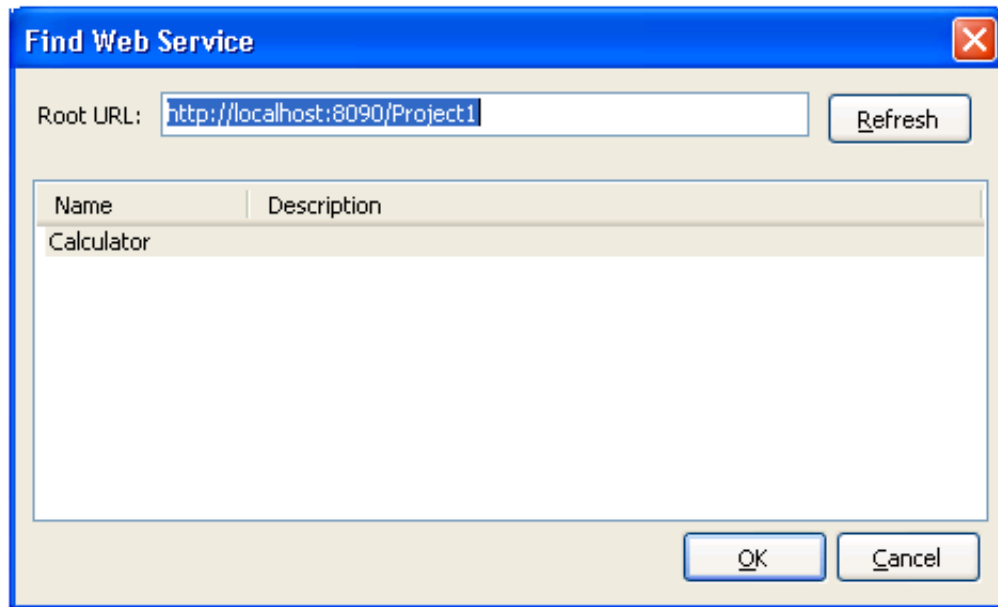 Find Web Service
Root URL: http://localhost:8090/Project1 Refresh
Name Description
Calculator
OK Cancel